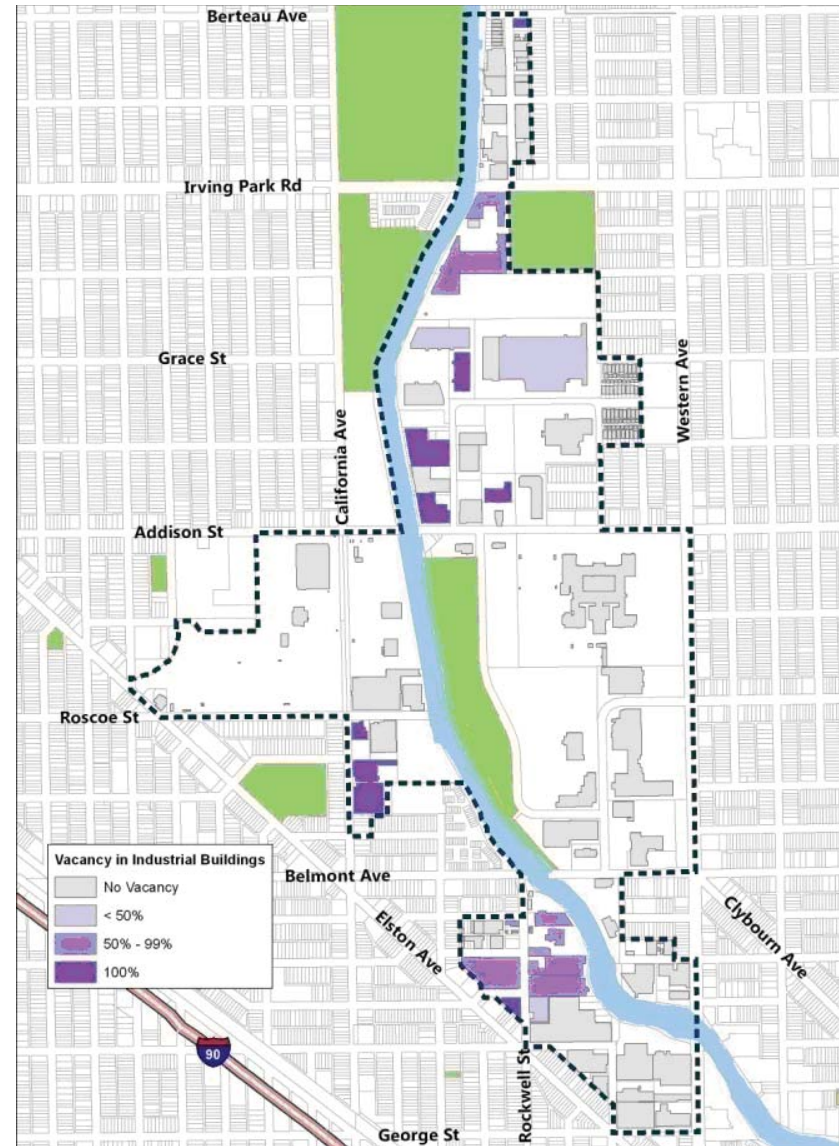 Berteau Ave
Irving Park Rd
Grace St
Western Ave
California Ave
Addison St
Roscoe St
Vacancy in Industrial Buildings
No Vacancy
< 50%
50% - 99%
100%
Belmont Ave
Elston Ave
Clybourn Ave
90
Rockwell St
George St